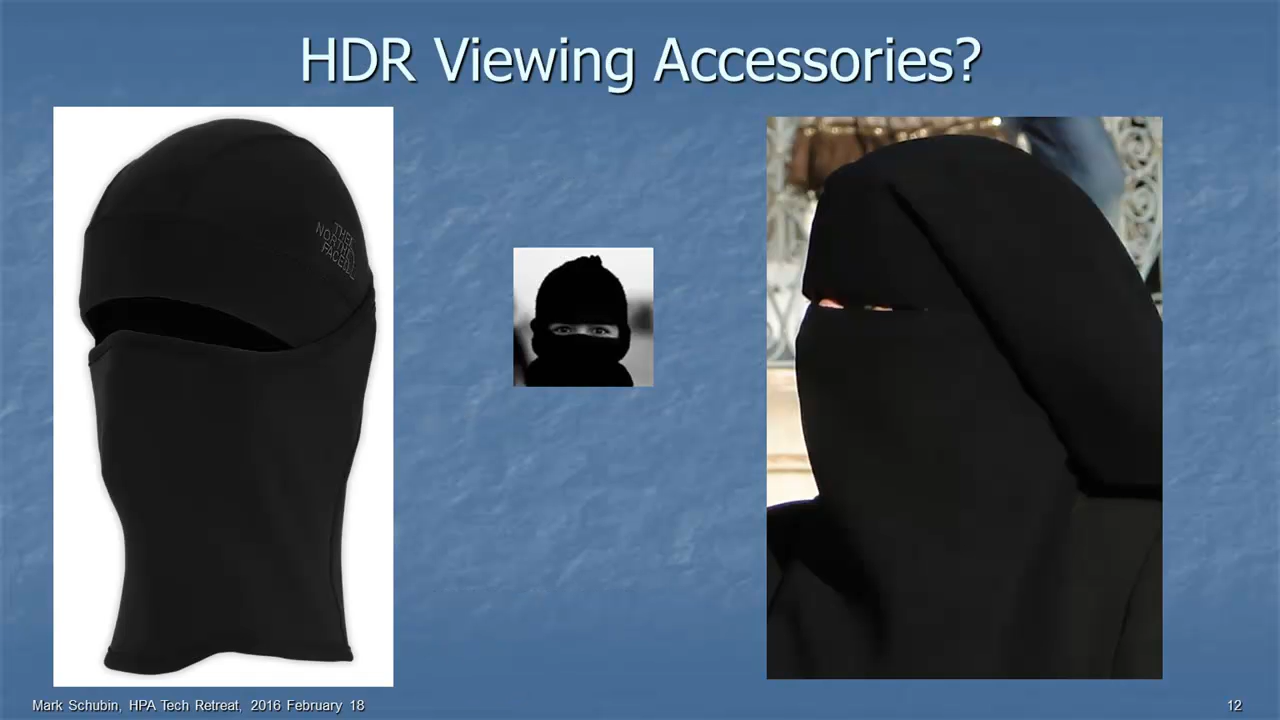 HDR Viewing Accessories?
THE
NORTH
FACE
Mark Schubin, HPA Tech Retreat, 2016 February 18
12